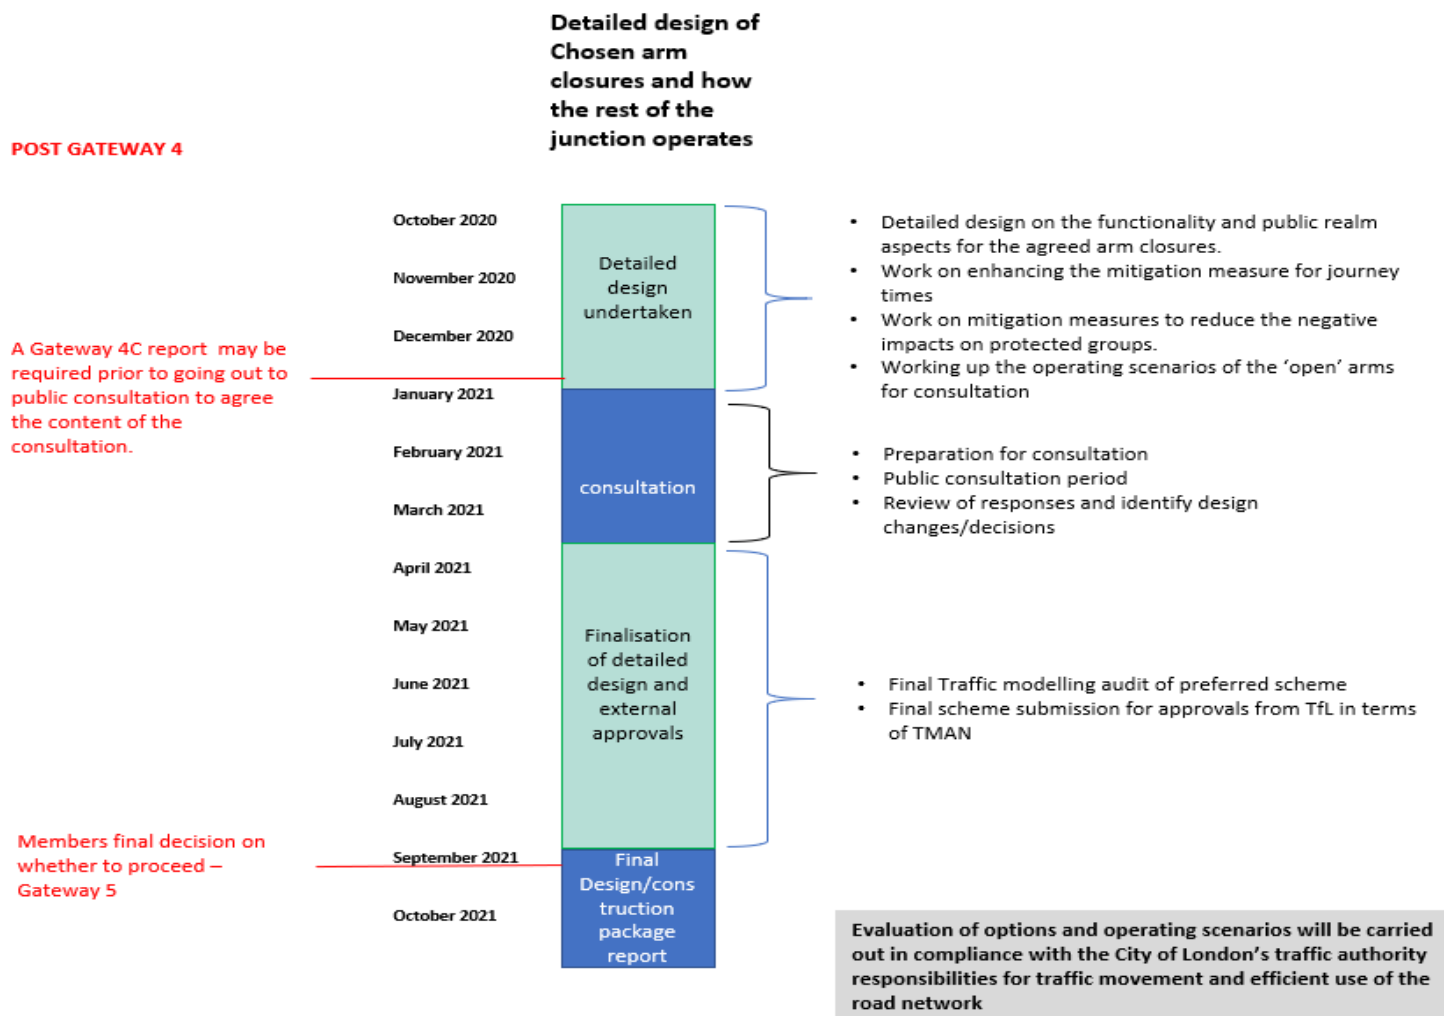 Detailed design of
Chosen arm
closures and how
the rest of the
junction operates
POST GATEWAY 4
October 2020
November 2020
December 2020
January 2021
February 2021
March 2021
April 2021
May 2021
June 2021
July 2021
August 2021
September 2021
October 2021
A Gateway 4C report may be
required prior to going out to
public consultation to agree
the content of the
consultation.
Members final decision on
whether to proceed –
Gateway 5
Detailed
design
undertaken
consultation
Finalisation
of detailed
design and
external
approvals
Final
Design/cons
truction
package
report
• Detailed design on the functionality and public realm
aspects for the agreed arm closures.
• Work on enhancing the mitigation measure for journey
times
• Work on mitigation measures to reduce the negative
impacts on protected groups.
• Working up the operating scenarios of the ‘open’ arms
for consultation
• Preparation for consultation
• Public consultation period
• Review of responses and identify design
changes/decisions
• Final Traffic modelling audit of preferred scheme
• Final scheme submission for approvals from TfL in terms
of TMAN
Evaluation of options and operating scenarios will be carried
out in compliance with the City of London’s traffic authority
responsibilities for traffic movement and efficient use of the
road network